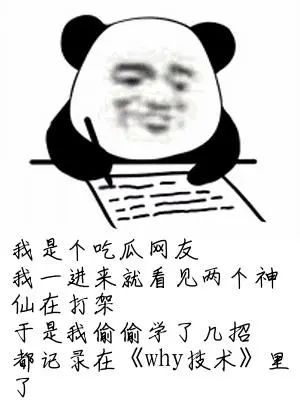 我是个吃瓜网友
我一进来就看见两个神
仙在打架
于是我偷偷学了几招
都记录在《why技术》里
了